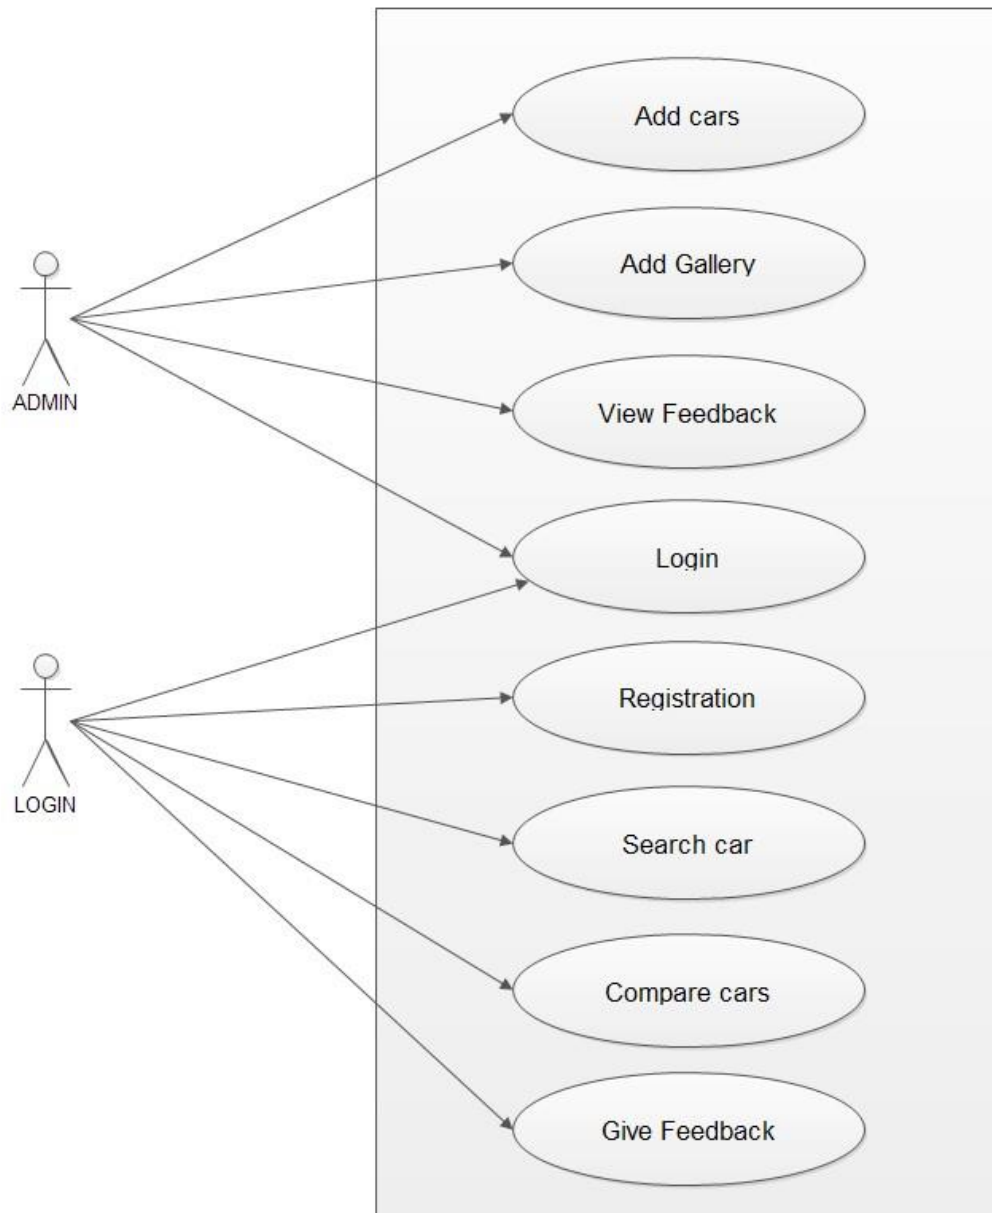 Add cars
Add Gallery
ADMIN
View Feedback
Login
Registration
LOGIN
Search car
Compare cars
Give Feedback